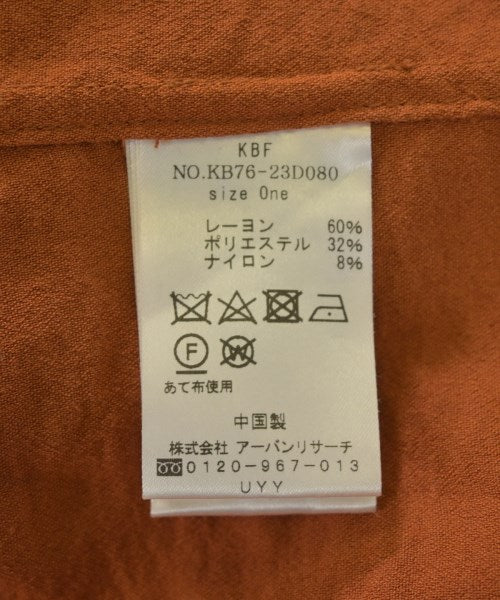 KBF
NO.KB76-23D080
size One
レーヨン 60%
ポリエステル 32%
ナイロン 8%
F W
あて布使用
中国製
株式会社 アーバンリサーチ
0120-967-013
UYY